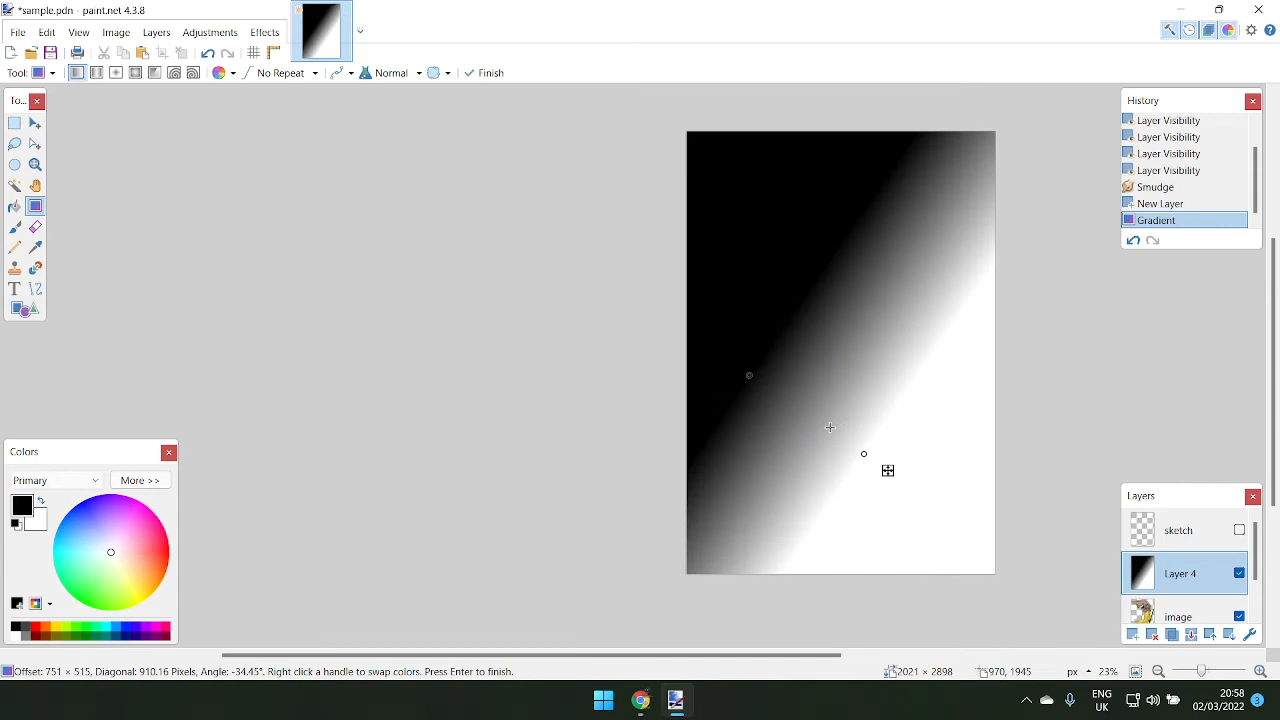 *sample.pdn - paint.net 4.3.8
File Edit View Image Layers Adjustments Effects
Tool: No Repeat Normal Finish
To...
History
Layer Visibility
Layer Visibility
Layer Visibility
Layer Visibility
Smudge
New Layer
Gradient
Colors
Primary More >>
Layers
sketch
Layer 4
image
Offset: 751 × 515, Diagonal: 910.16 Pixels, Angle: -34.45°. Right click a handle to swap colors. Press Enter to finish. 2021 × 2898 970, 1945 px 23%
ENG
UK
20:58
02/03/2022
3